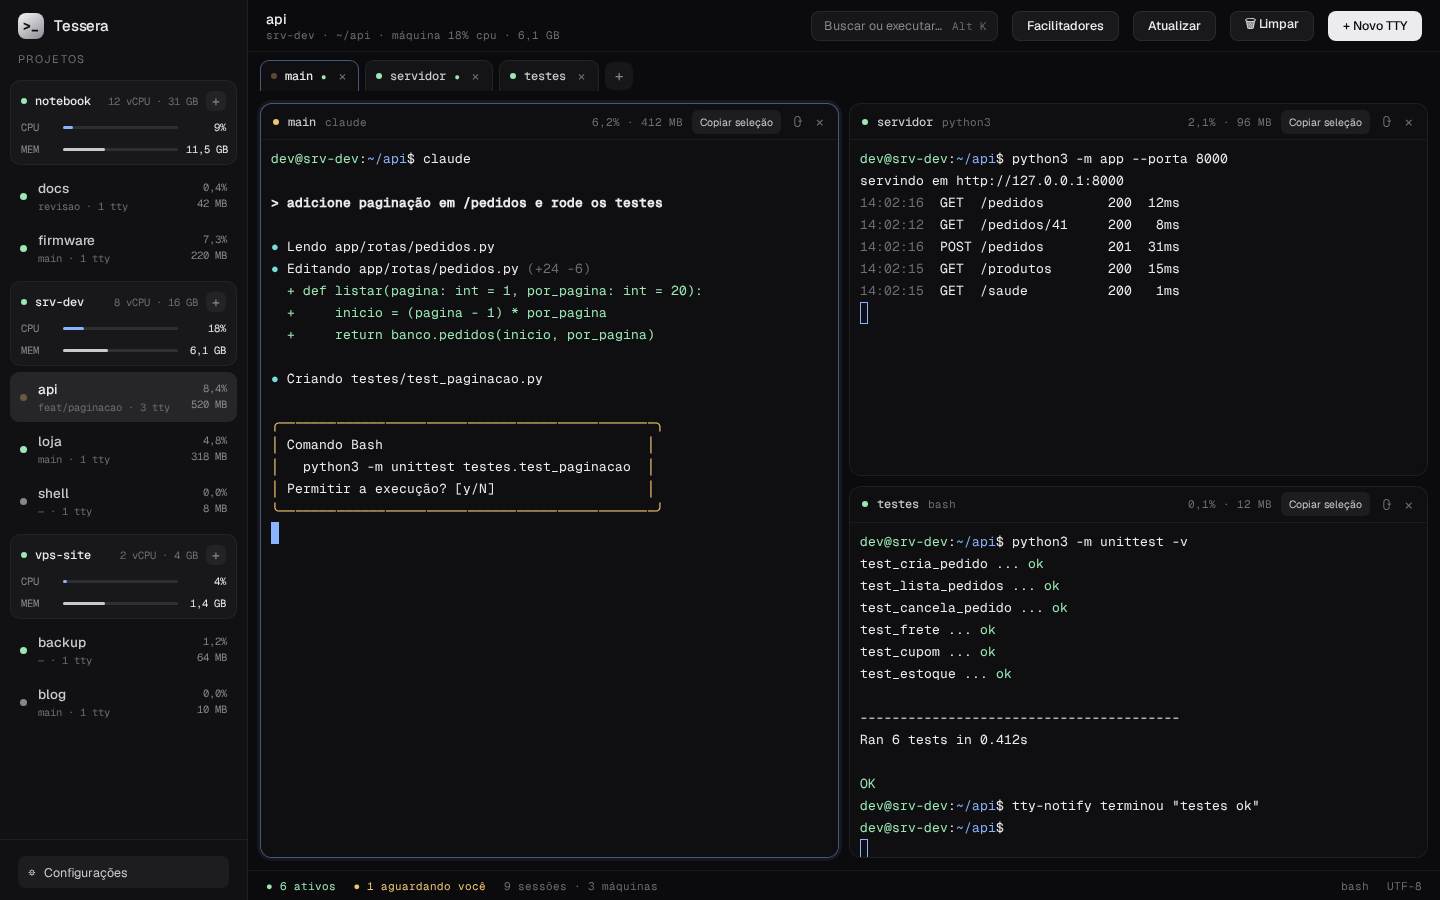 >_ Tessera
PROJETOS
notebook 12 vCPU · 31 GB +
CPU 9%
MEM 11,5 GB
docs 0,4%
revisao · 1 tty 42 MB
firmware 7,3%
main · 1 tty 220 MB
srv-dev 8 vCPU · 16 GB +
CPU 18%
MEM 6,1 GB
api 8,4%
feat/paginacao · 3 tty 520 MB
loja 4,8%
main · 1 tty 318 MB
shell 0,0%
— · 1 tty 8 MB
vps-site 2 vCPU · 4 GB +
CPU 4%
MEM 1,4 GB
backup 1,2%
— · 1 tty 64 MB
blog 0,0%
main · 1 tty 10 MB
Configurações
api
srv-dev · ~/api · máquina 18% cpu · 6,1 GB
Buscar ou executar… Alt K
Facilitadores
Atualizar
Limpar
+ Novo TTY
main ● ×
servidor ● ×
testes ×
+
main claude 6,2% · 412 MB Copiar seleção ×
dev@srv-dev:~/api$ claude
> adicione paginação em /pedidos e rode os testes
● Lendo app/rotas/pedidos.py
● Editando app/rotas/pedidos.py (+24 -6)
+ def listar(pagina: int = 1, por_pagina: int = 20):
+     inicio = (pagina - 1) * por_pagina
+     return banco.pedidos(inicio, por_pagina)
● Criando testes/test_paginacao.py
Comando Bash
python3 -m unittest testes.test_paginacao
Permitir a execução? [y/N]
servidor python3 2,1% · 96 MB Copiar seleção ×
dev@srv-dev:~/api$ python3 -m app --porta 8000
servindo em http://127.0.0.1:8000
14:02:16 GET /pedidos 200 12ms
14:02:12 GET /pedidos/41 200 8ms
14:02:16 POST /pedidos 201 31ms
14:02:15 GET /produtos 200 15ms
14:02:15 GET /saude 200 1ms
testes bash 0,1% · 12 MB Copiar seleção ×
dev@srv-dev:~/api$ python3 -m unittest -v
test_cria_pedido ... ok
test_lista_pedidos ... ok
test_cancela_pedido ... ok
test_frete ... ok
test_cupom ... ok
test_estoque ... ok
----------------------------------------
Ran 6 tests in 0.412s
OK
dev@srv-dev:~/api$ tty-notify terminou "testes ok"
dev@srv-dev:~/api$
● 6 ativos ● 1 aguardando você 9 sessões · 3 máquinas
bash UTF-8